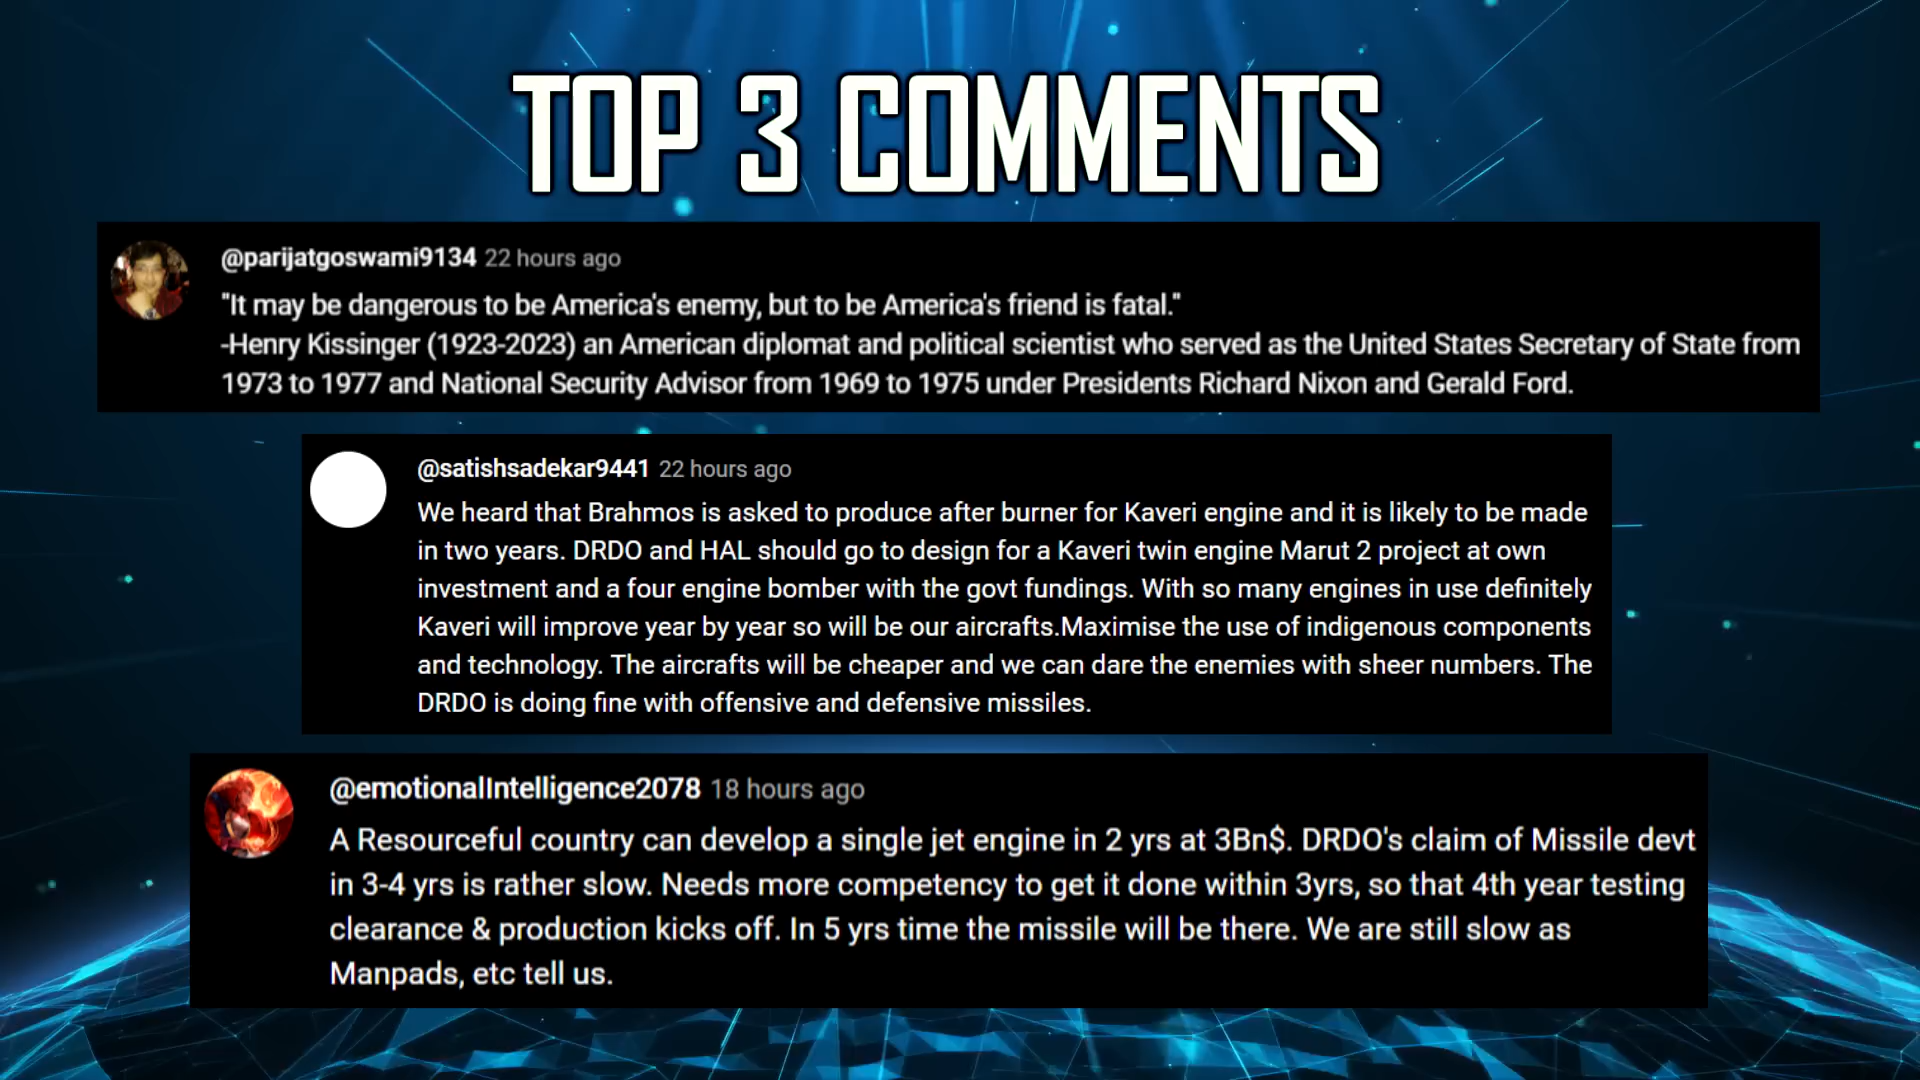 TOP 3 COMMENTS
@parijatgoswami9134 22 hours ago
"It may be dangerous to be America's enemy, but to be America's friend is fatal."
-Henry Kissinger (1923-2023) an American diplomat and political scientist who served as the United States Secretary of State from
1973 to 1977 and National Security Advisor from 1969 to 1975 under Presidents Richard Nixon and Gerald Ford.
@satishsadekar9441 22 hours ago
We heard that Brahmos is asked to produce after burner for Kaveri engine and it is likely to be made
in two years. DRDO and HAL should go to design for a Kaveri twin engine Marut 2 project at own
investment and a four engine bomber with the govt fundings. With so many engines in use definitely
Kaveri will improve year by year so will be our aircrafts.Maximise the use of indigenous components
and technology. The aircrafts will be cheaper and we can dare the enemies with sheer numbers. The
DRDO is doing fine with offensive and defensive missiles.
@emotionalIntelligence2078 18 hours ago
A Resourceful country can develop a single jet engine in 2 yrs at 3Bn$. DRDO's claim of Missile devt
in 3-4 yrs is rather slow. Needs more competency to get it done within 3yrs, so that 4th year testing
clearance & production kicks off. In 5 yrs time the missile will be there. We are still slow as
Manpads, etc tell us.